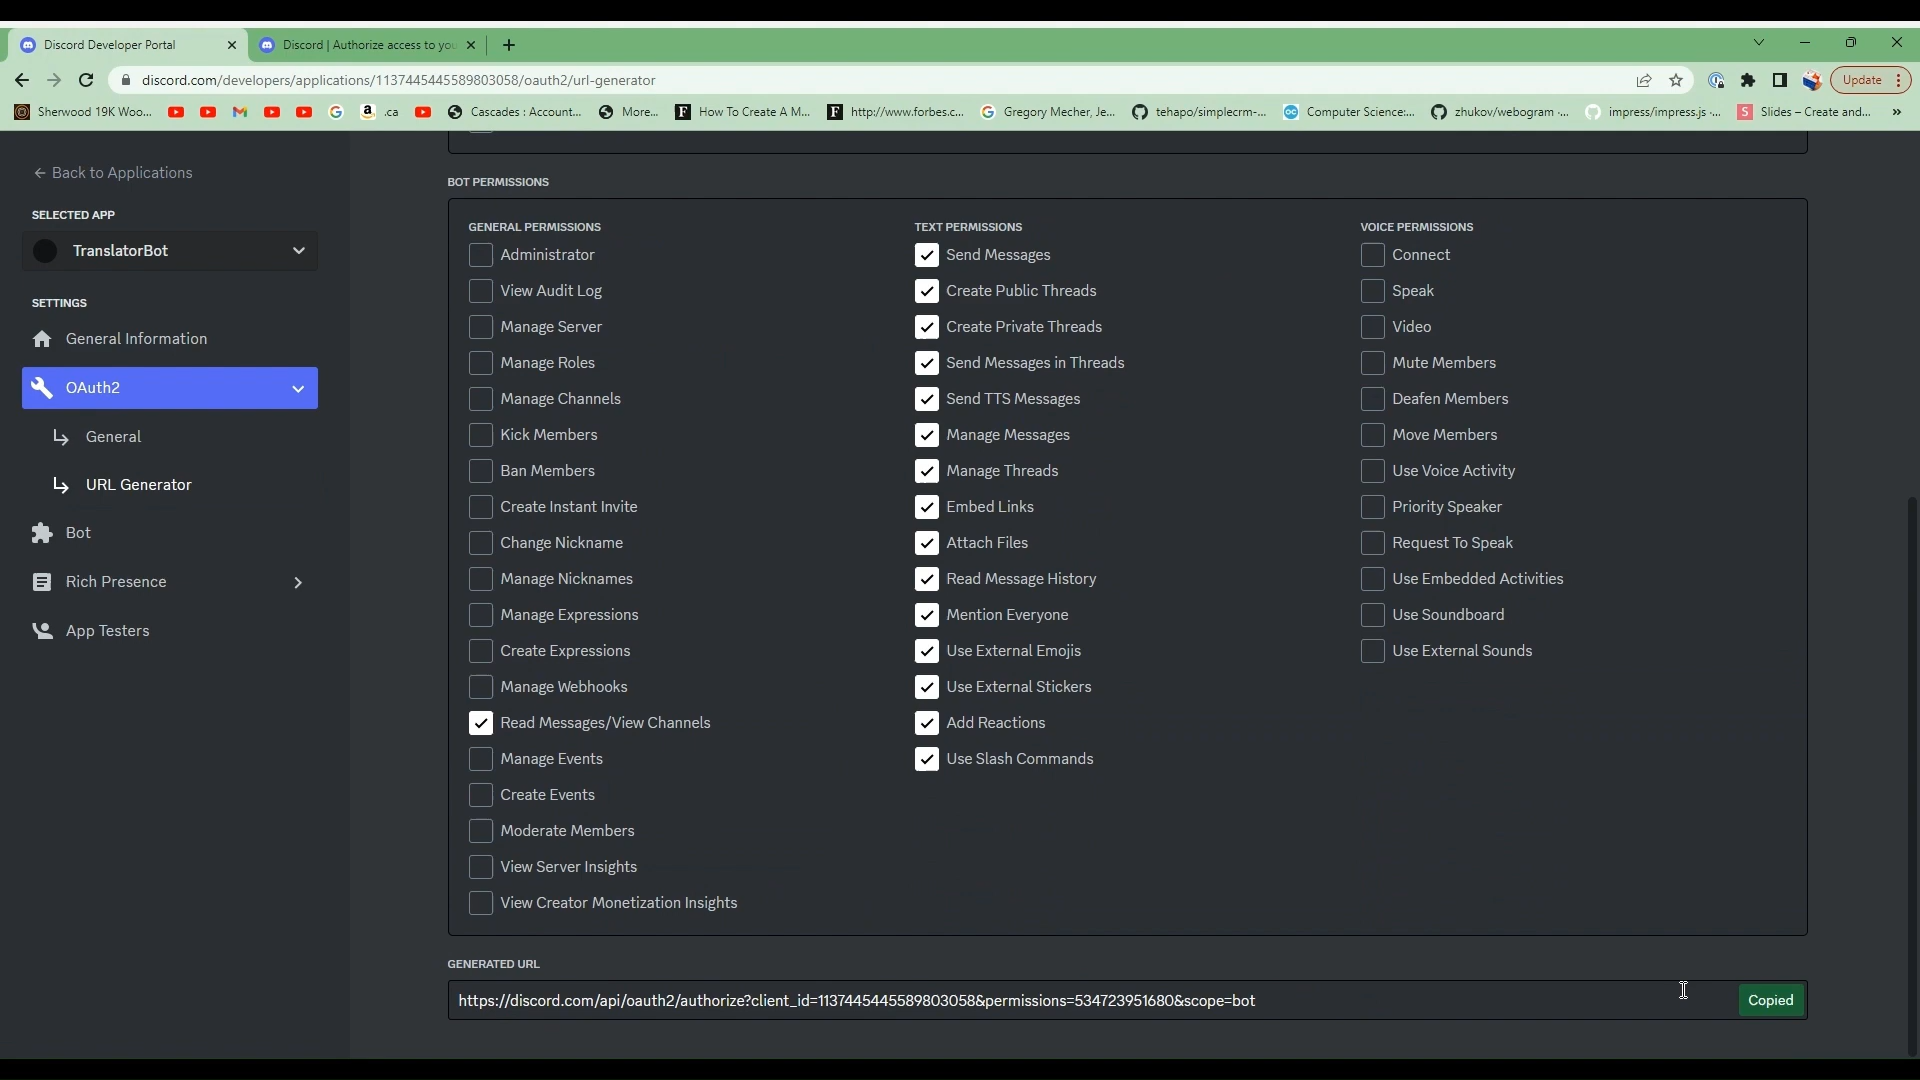 Discord Developer Portal
Discord | Authorize access to you
discord.com/developers/applications/1137445445589803058/oauth2/url-generator
Update
Sherwood 19K Woo...
.ca
Cascades : Account...
More...
How To Create A M...
http://www.forbes.c...
Gregory Mecher, Je...
tehapo/simplecrm-...
Computer Science:...
zhukov/webogram ·...
impress/impress.js ·...
Slides – Create and...
»
← Back to Applications
SELECTED APP
TranslatorBot
SETTINGS
General Information
OAuth2
General
URL Generator
Bot
Rich Presence
App Testers
BOT PERMISSIONS
GENERAL PERMISSIONS
Administrator
View Audit Log
Manage Server
Manage Roles
Manage Channels
Kick Members
Ban Members
Create Instant Invite
Change Nickname
Manage Nicknames
Manage Expressions
Create Expressions
Manage Webhooks
Read Messages/View Channels
Manage Events
Create Events
Moderate Members
View Server Insights
View Creator Monetization Insights
TEXT PERMISSIONS
Send Messages
Create Public Threads
Create Private Threads
Send Messages in Threads
Send TTS Messages
Manage Messages
Manage Threads
Embed Links
Attach Files
Read Message History
Mention Everyone
Use External Emojis
Use External Stickers
Add Reactions
Use Slash Commands
VOICE PERMISSIONS
Connect
Speak
Video
Mute Members
Deafen Members
Move Members
Use Voice Activity
Priority Speaker
Request To Speak
Use Embedded Activities
Use Soundboard
Use External Sounds
GENERATED URL
https://discord.com/api/oauth2/authorize?client_id=1137445445589803058&permissions=534723951680&scope=bot
Copied